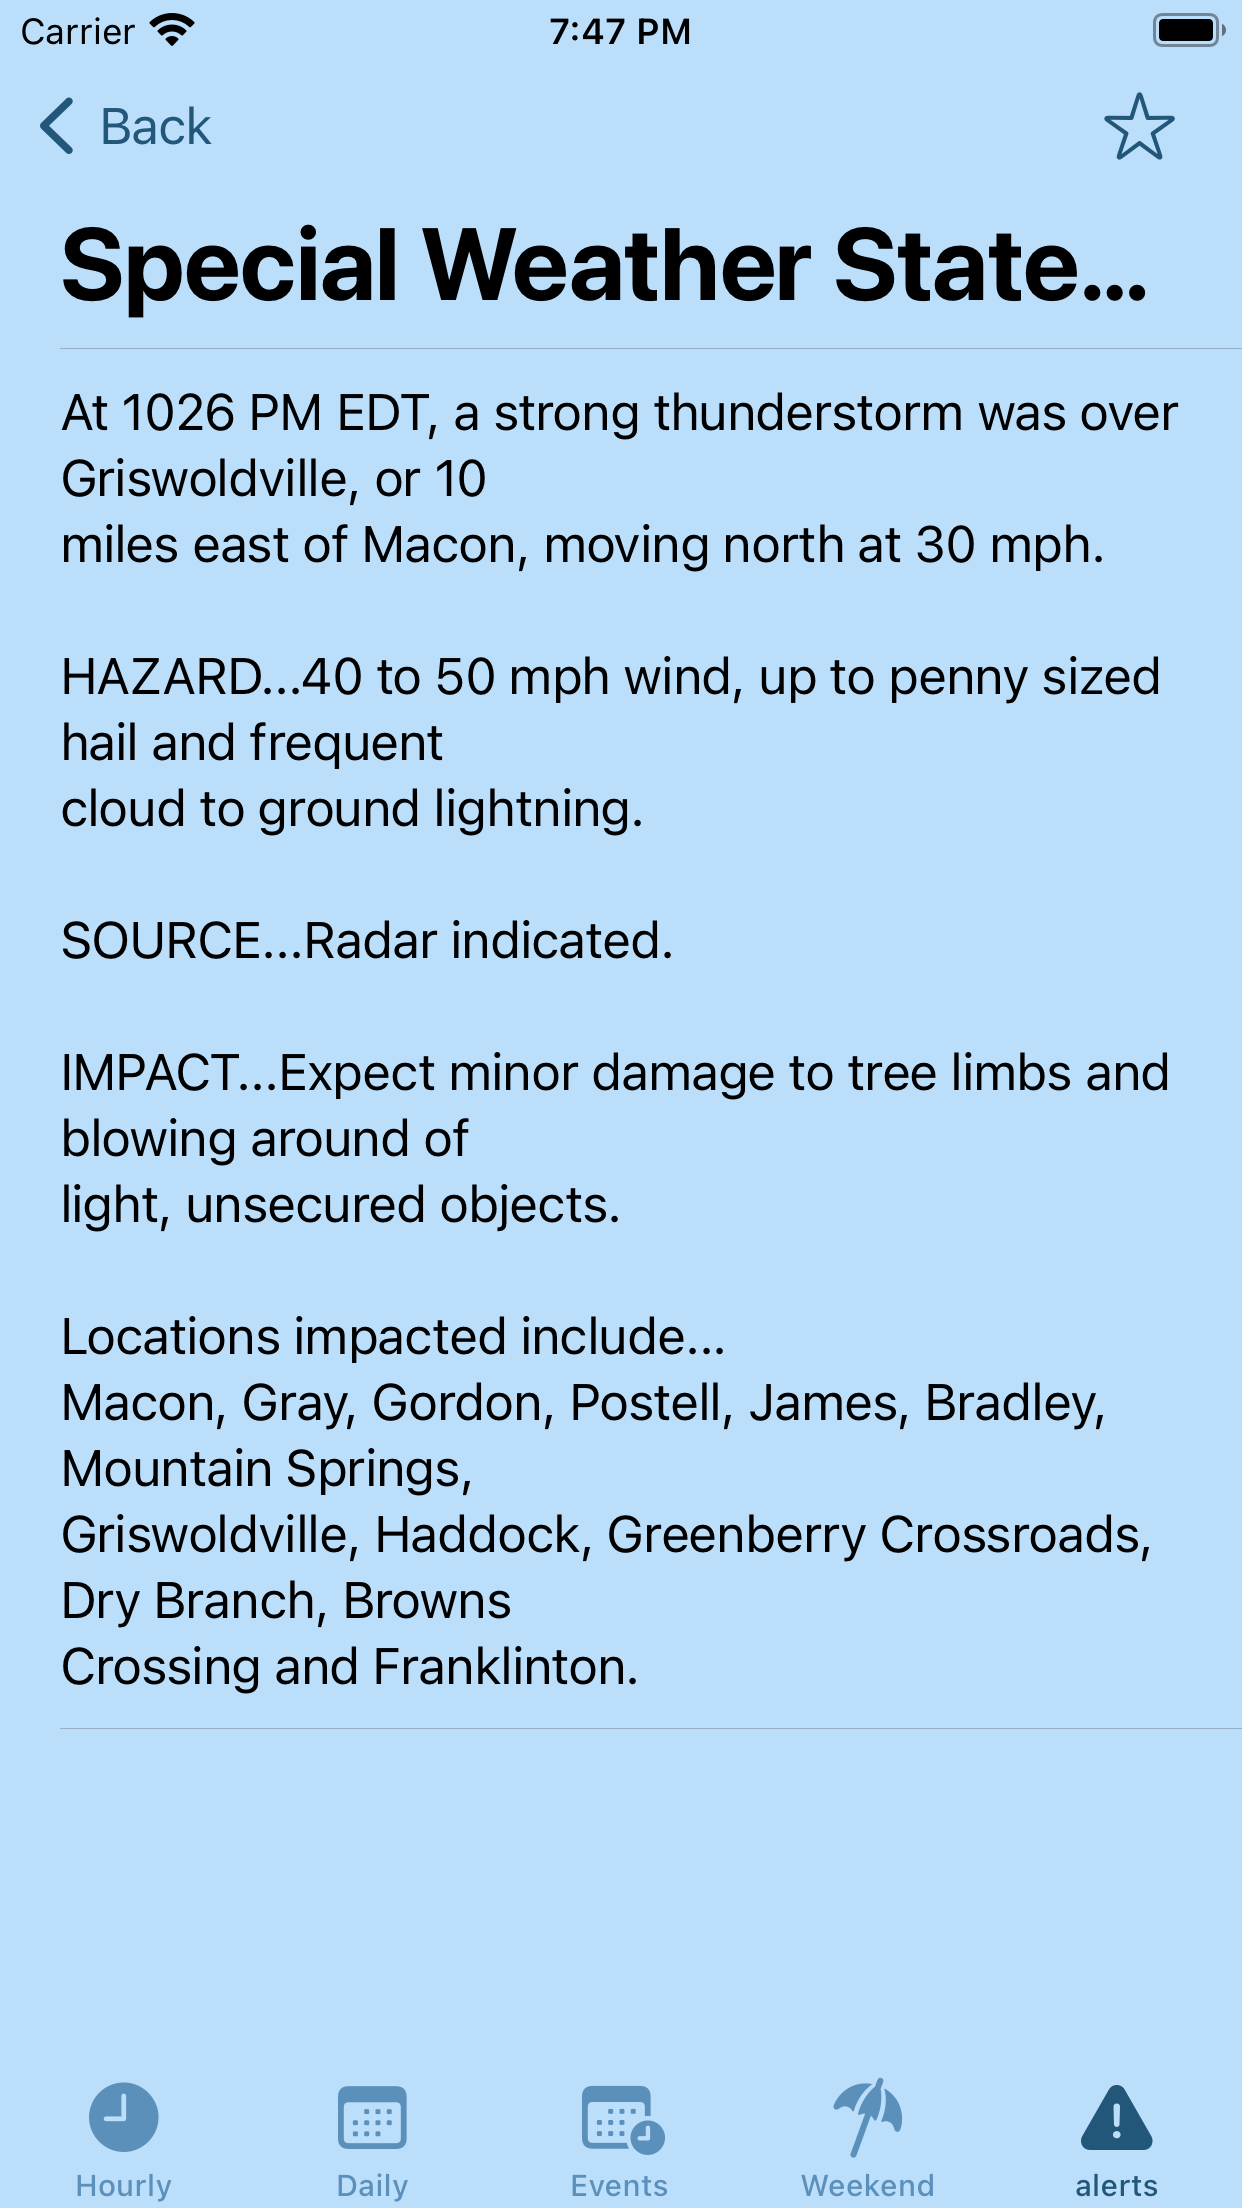 Carrier 7:47 PM
Back
Special Weather State...
At 1026 PM EDT, a strong thunderstorm was over
Griswoldville, or 10
miles east of Macon, moving north at 30 mph.
HAZARD...40 to 50 mph wind, up to penny sized
hail and frequent
cloud to ground lightning.
SOURCE...Radar indicated.
IMPACT...Expect minor damage to tree limbs and
blowing around of
light, unsecured objects.
Locations impacted include...
Macon, Gray, Gordon, Postell, James, Bradley,
Mountain Springs,
Griswoldville, Haddock, Greenberry Crossroads,
Dry Branch, Browns
Crossing and Franklinton.
Hourly Daily Events Weekend alerts